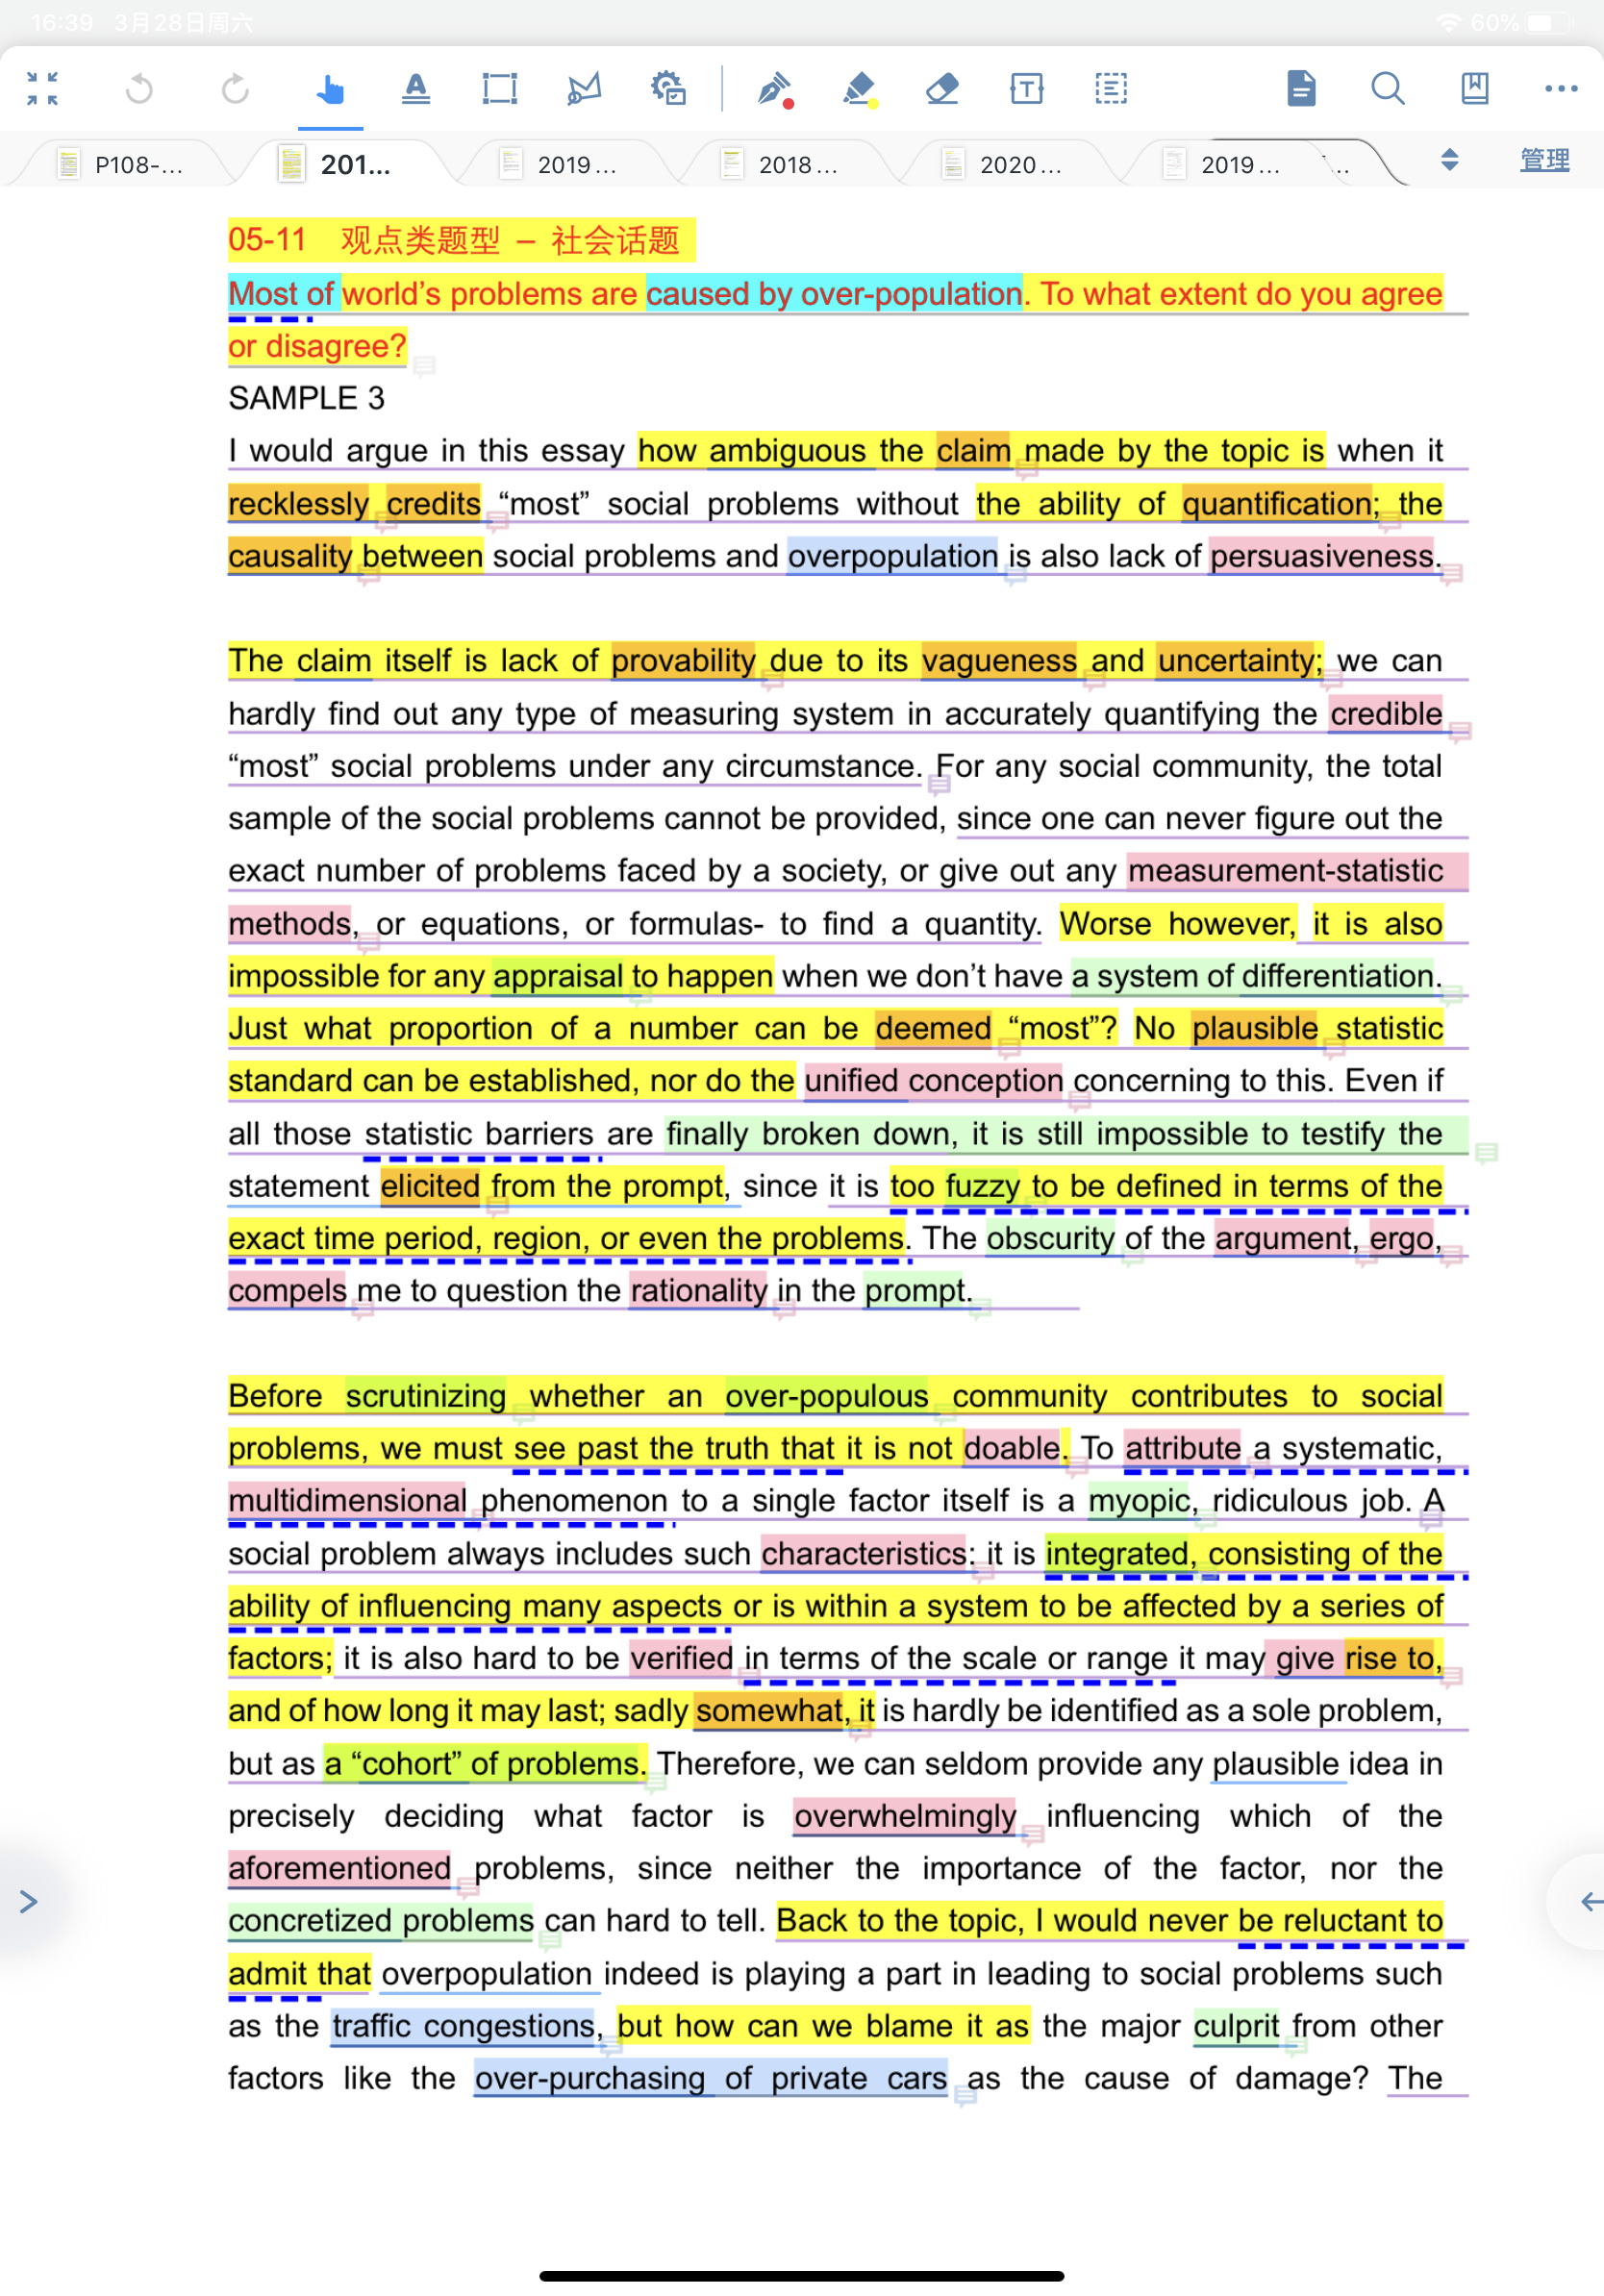 16:39 3月28日周六 60%
P108-... 201... 2019... 2018... 2020... 2019... 管理
05-11 观点类题型 – 社会话题
Most of world’s problems are caused by over-population. To what extent do you agree
or disagree?
SAMPLE 3
I would argue in this essay how ambiguous the claim made by the topic is when it
recklessly credits “most” social problems without the ability of quantification; the
causality between social problems and overpopulation is also lack of persuasiveness.
The claim itself is lack of provability due to its vagueness and uncertainty; we can
hardly find out any type of measuring system in accurately quantifying the credible
“most” social problems under any circumstance. For any social community, the total
sample of the social problems cannot be provided, since one can never figure out the
exact number of problems faced by a society, or give out any measurement-statistic
methods, or equations, or formulas- to find a quantity. Worse however, it is also
impossible for any appraisal to happen when we don’t have a system of differentiation.
Just what proportion of a number can be deemed “most”? No plausible statistic
standard can be established, nor do the unified conception concerning to this. Even if
all those statistic barriers are finally broken down, it is still impossible to testify the
statement elicited from the prompt, since it is too fuzzy to be defined in terms of the
exact time period, region, or even the problems. The obscurity of the argument, ergo,
compels me to question the rationality in the prompt.
Before scrutinizing whether an over-populous community contributes to social
problems, we must see past the truth that it is not doable. To attribute a systematic,
multidimensional phenomenon to a single factor itself is a myopic, ridiculous job. A
social problem always includes such characteristics: it is integrated, consisting of the
ability of influencing many aspects or is within a system to be affected by a series of
factors; it is also hard to be verified in terms of the scale or range it may give rise to,
and of how long it may last; sadly somewhat, it is hardly be identified as a sole problem,
but as a “cohort” of problems. Therefore, we can seldom provide any plausible idea in
precisely deciding what factor is overwhelmingly influencing which of the
aforementioned problems, since neither the importance of the factor, nor the
concretized problems can hard to tell. Back to the topic, I would never be reluctant to
admit that overpopulation indeed is playing a part in leading to social problems such
as the traffic congestions, but how can we blame it as the major culprit from other
factors like the over-purchasing of private cars as the cause of damage? The